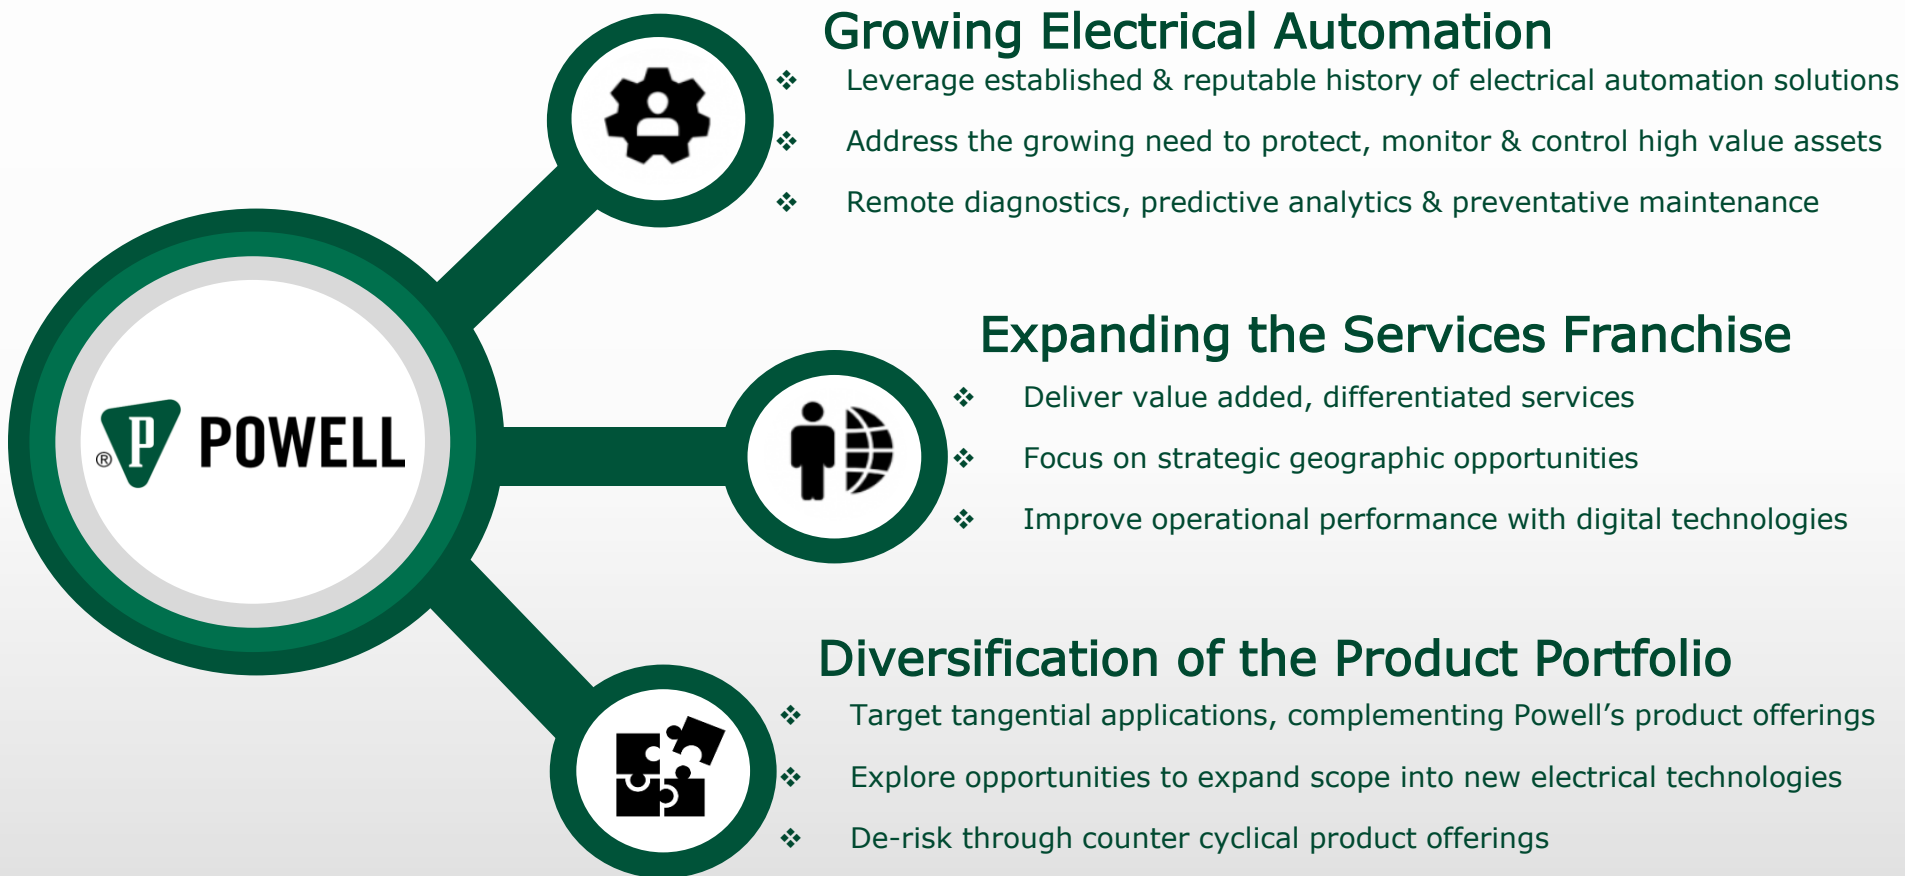 Growing Electrical Automation
❖ Leverage established & reputable history of electrical automation solutions
❖ Address the growing need to protect, monitor & control high value assets
❖ Remote diagnostics, predictive analytics & preventative maintenance
Expanding the Services Franchise
❖ Deliver value added, differentiated services
❖ Focus on strategic geographic opportunities
❖ Improve operational performance with digital technologies
P POWELL
®
Diversification of the Product Portfolio
❖ Target tangential applications, complementing Powell’s product offerings
❖ Explore opportunities to expand scope into new electrical technologies
❖ De-risk through counter cyclical product offerings